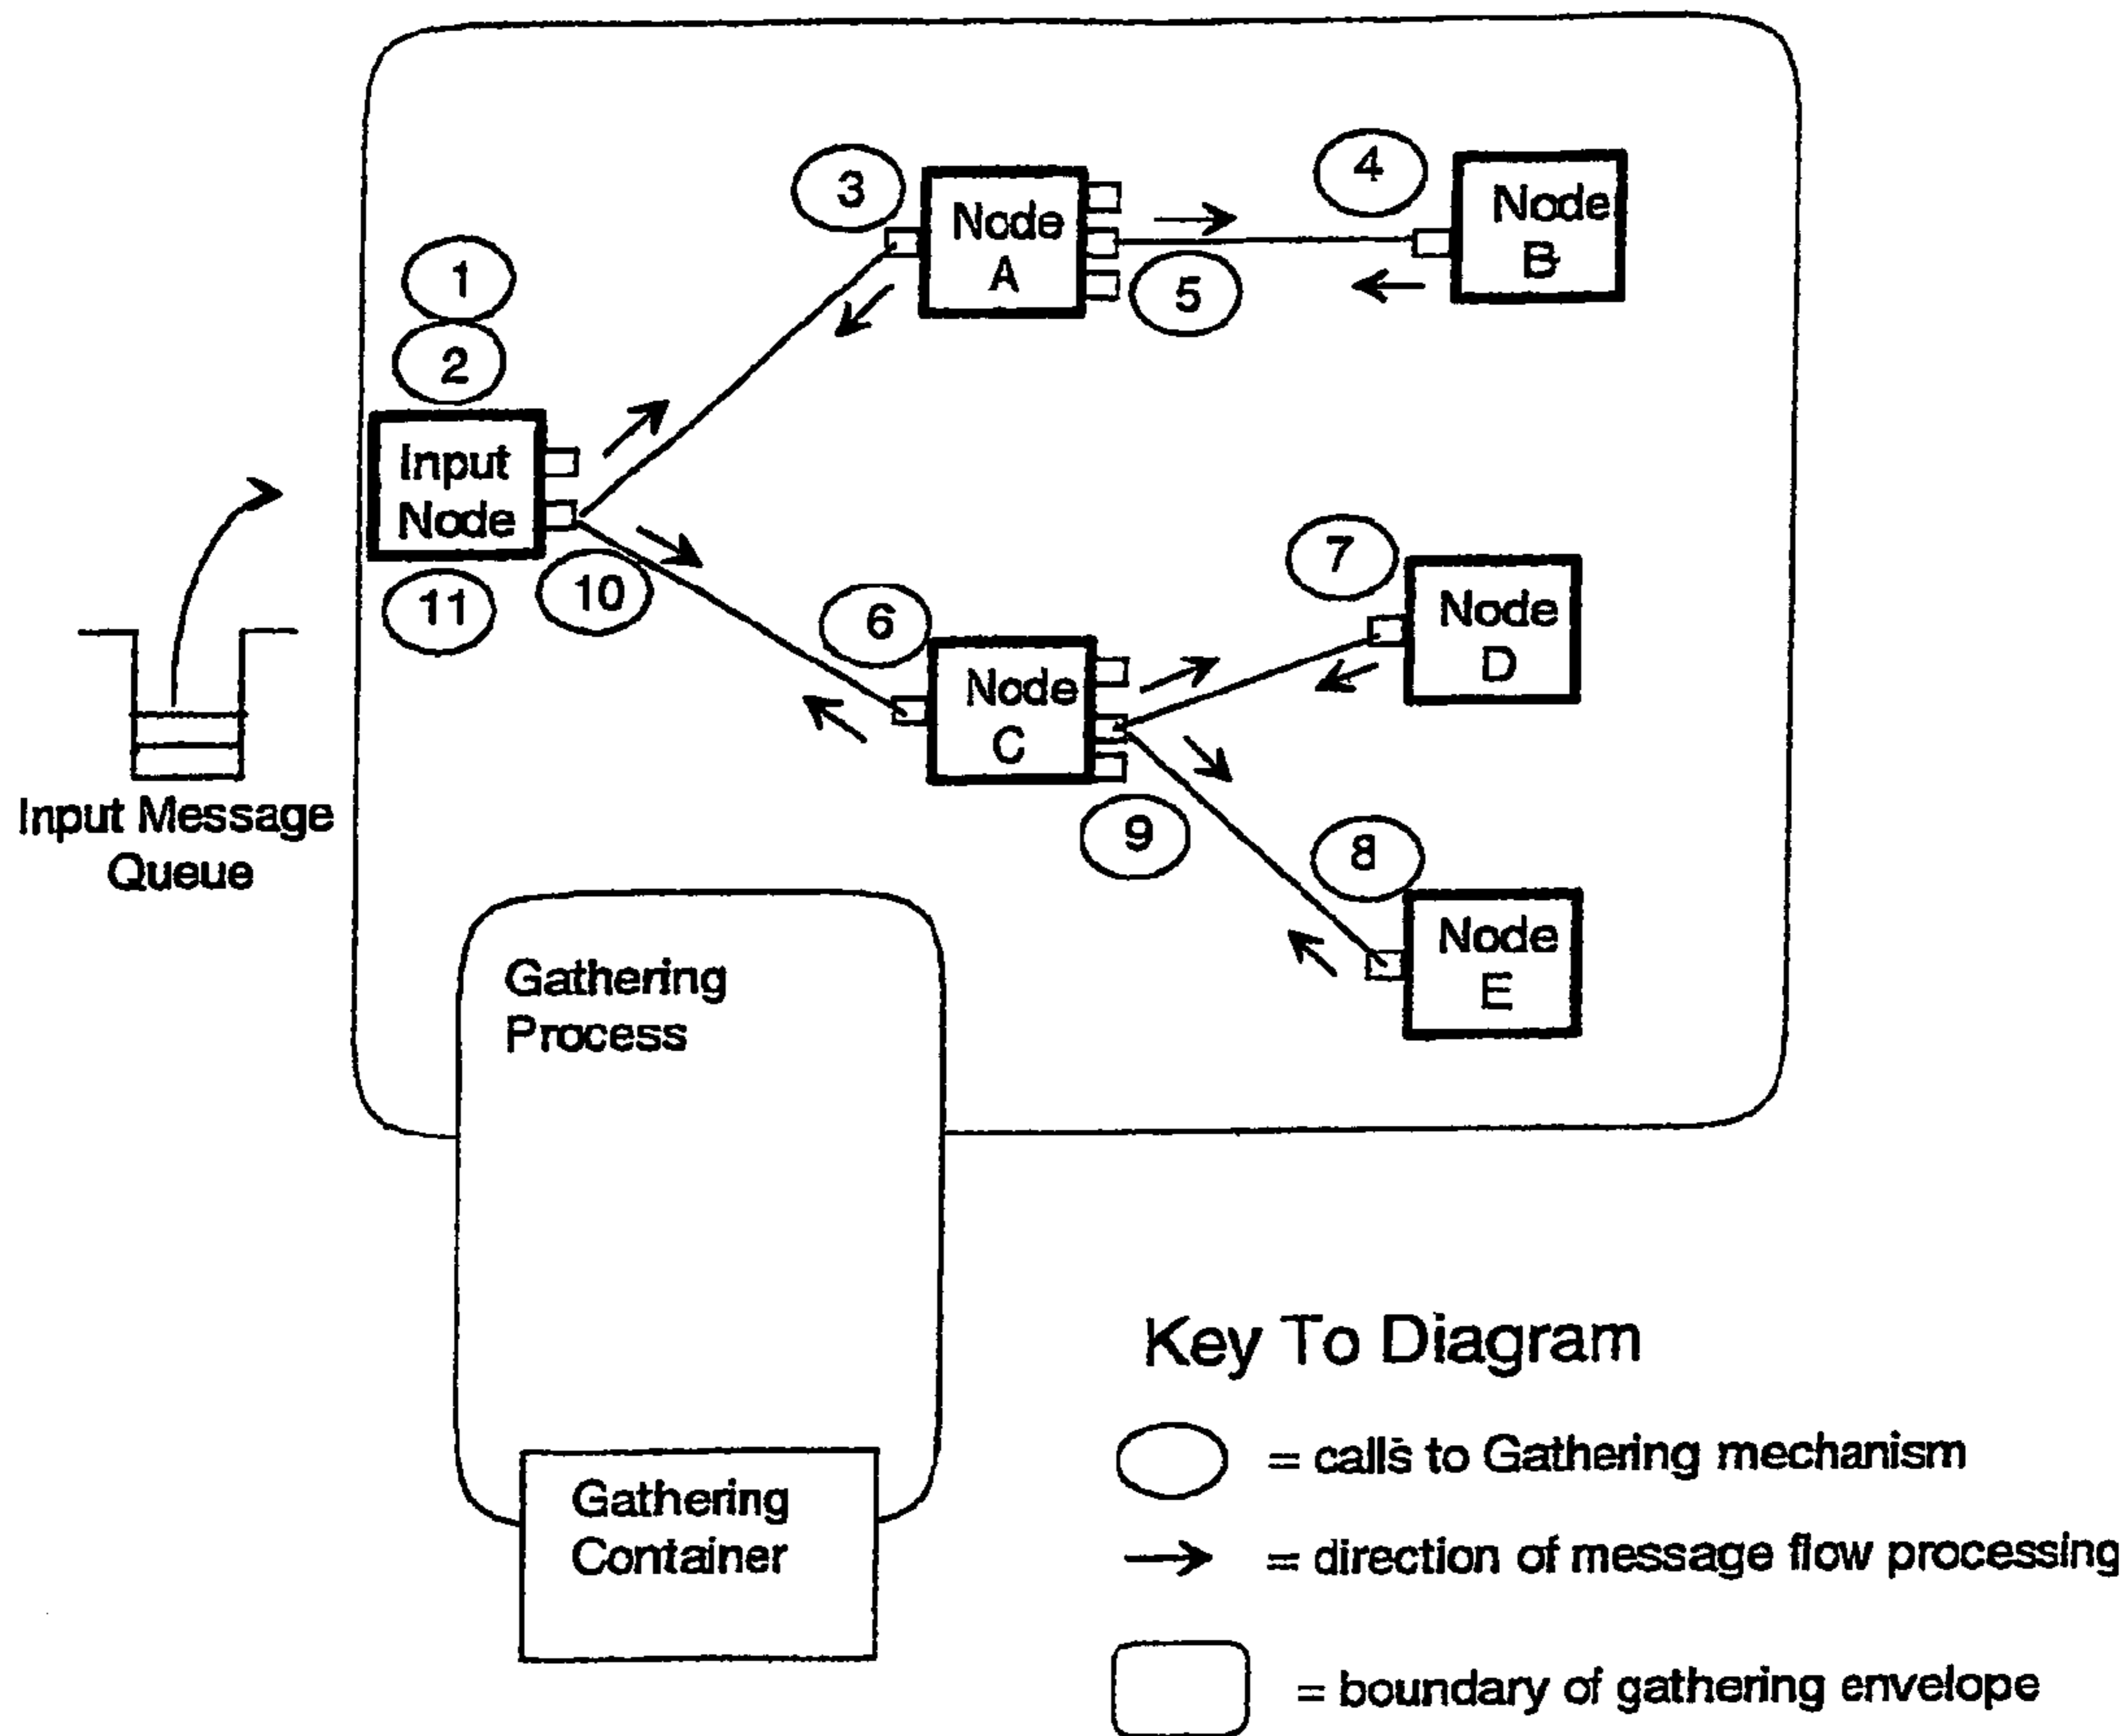 3
4
Node
A
Node
B
5
1
2
Input
Node
11
10
6
7
Node
D
Node
C
9
8
Node
E
Input Message
Queue
Gathering
Process
Gathering
Container
Key To Diagram
= calls to Gathering mechanism
= direction of message flow processing
= boundary of gathering envelope